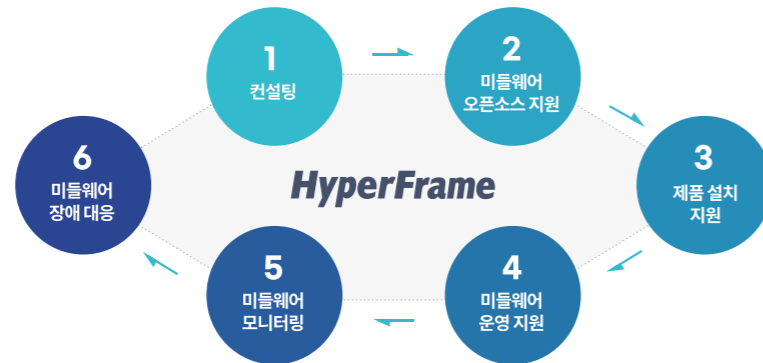 1
컨설팅
2
미들웨어
오픈소스 지원
3
제품 설치
지원
4
미들웨어
운영 지원
5
미들웨어
모니터링
6
미들웨어
장애 대응
HyperFrame